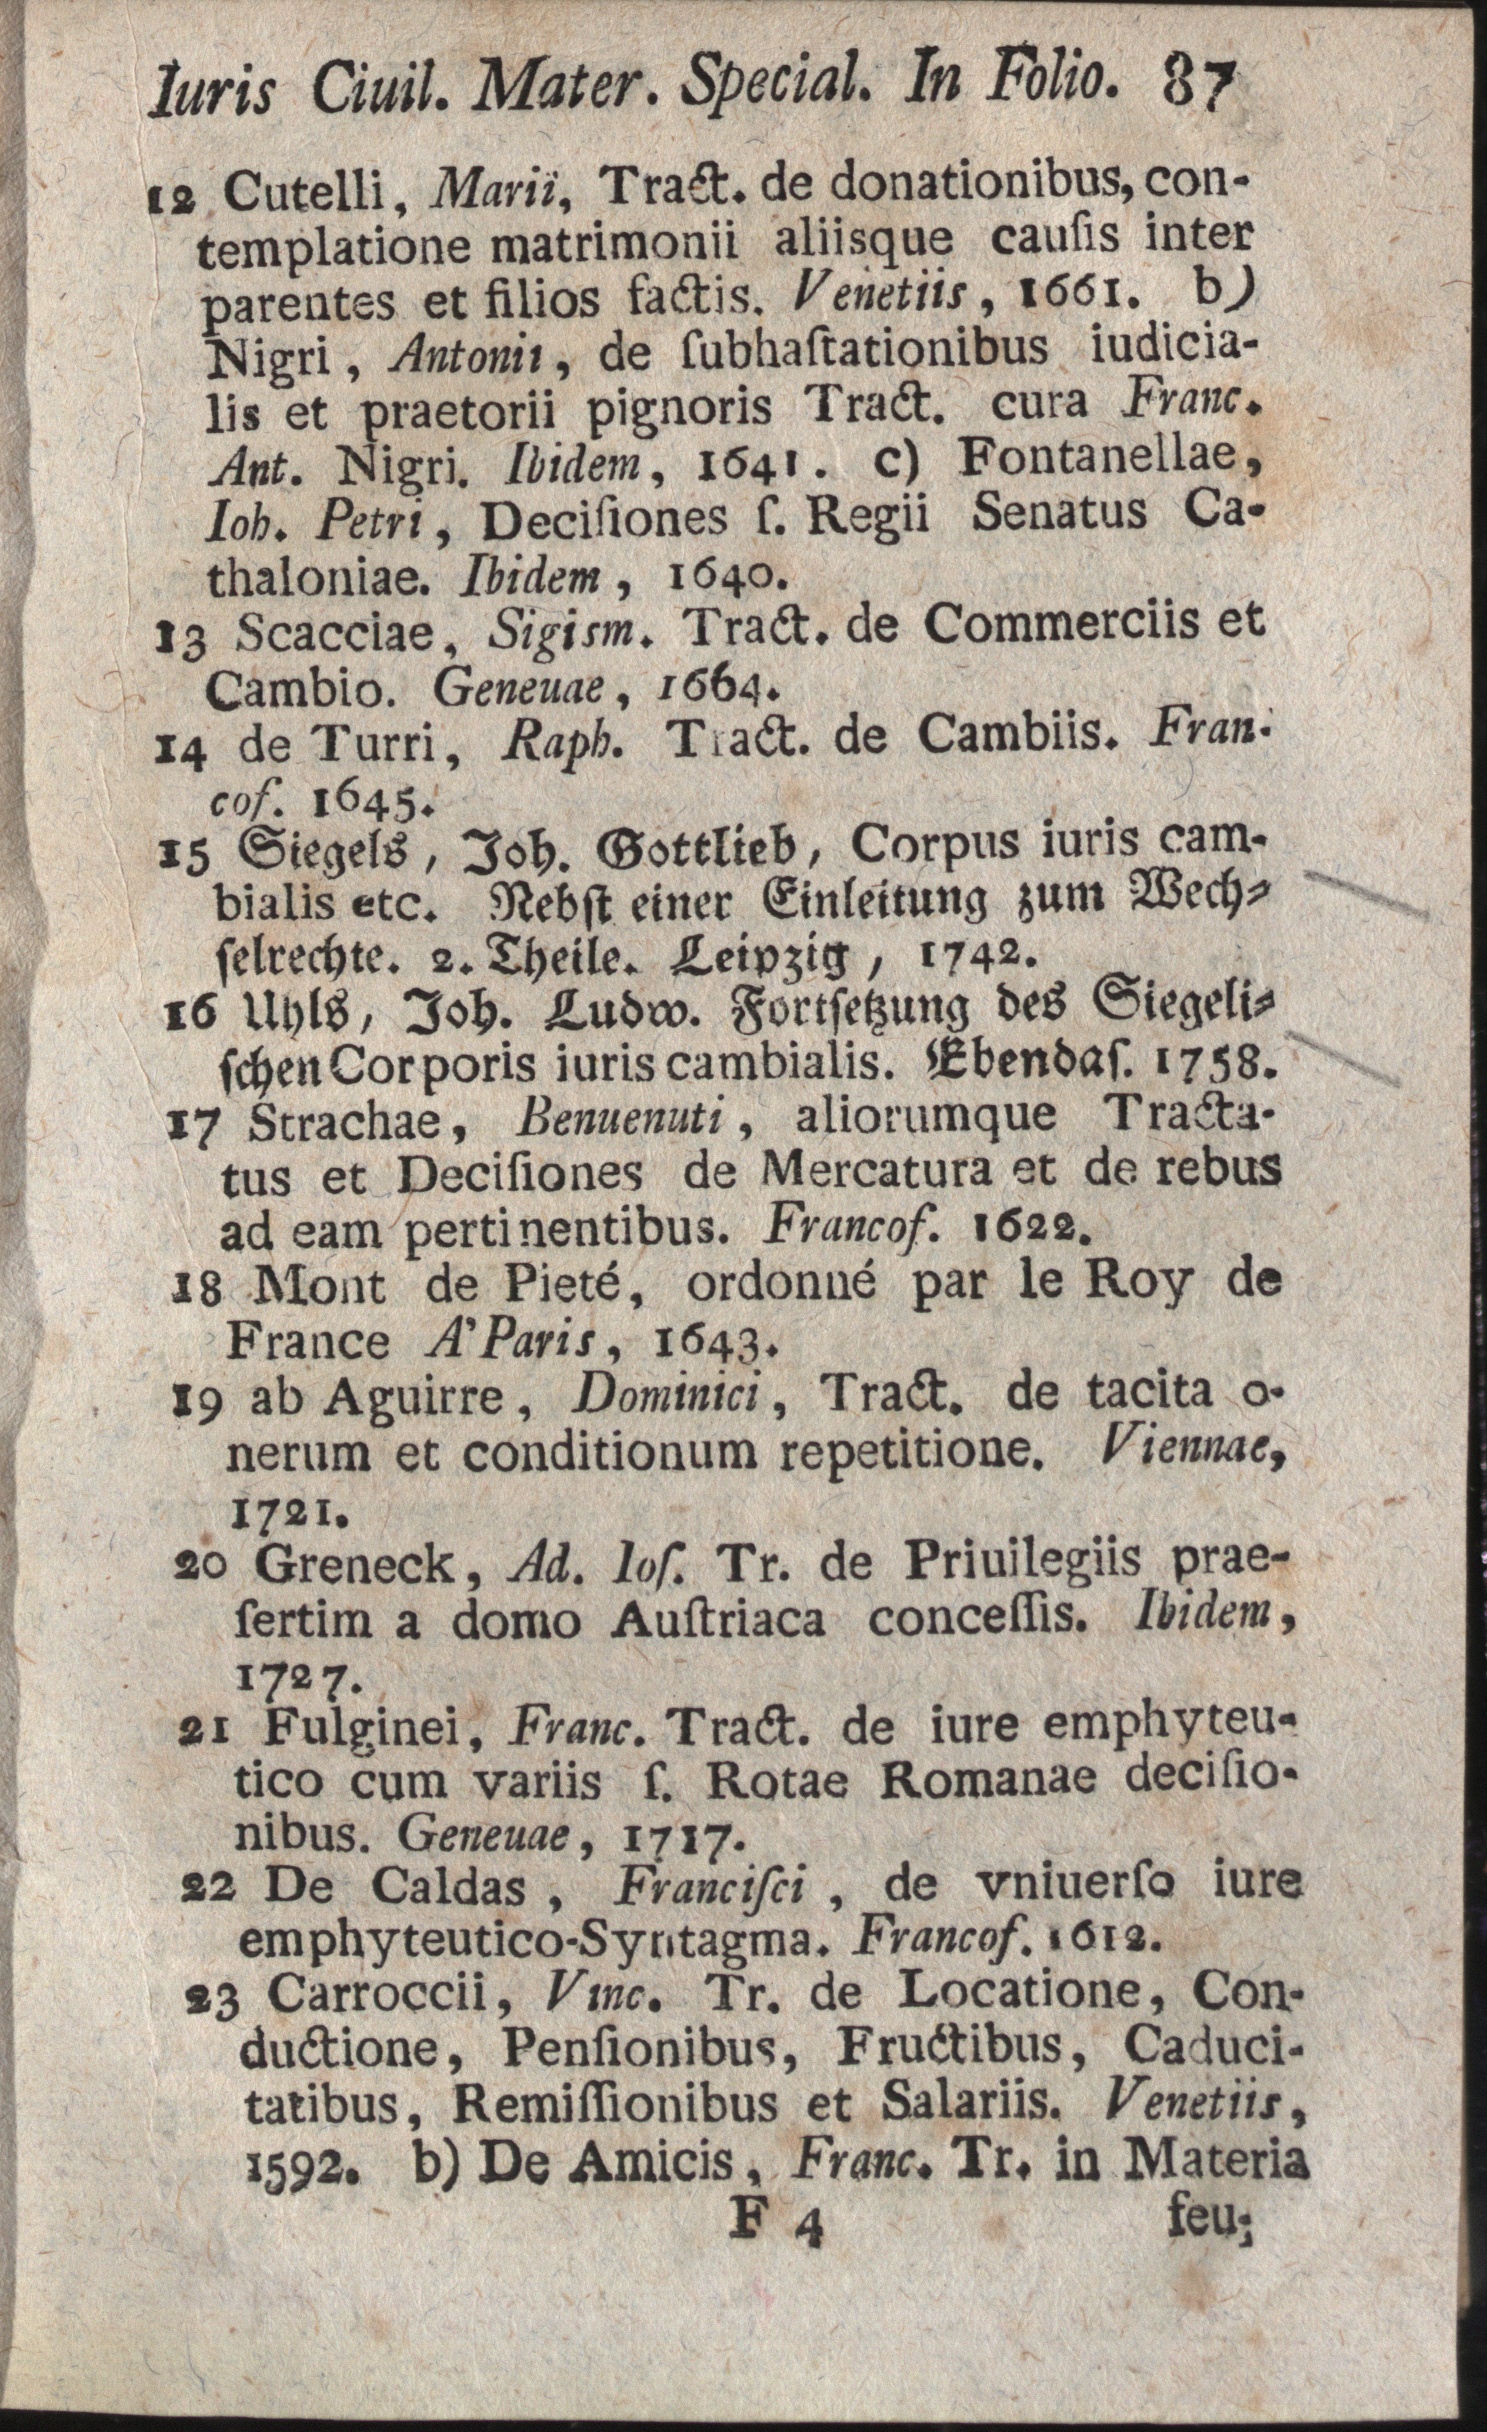 Iuris Ciuil. Mater. Special. In Folio. 87
12 Cutelli, Marii, Tract. de donationibus, con-
templatione matrimonii aliisque cauſis inter
parentes et filios factis. Venetiis, 1661. b)
Nigri, Antonii, de ſubhaſtationibus iudicia-
lis et praetorii pignoris Tract. cura Franc.
Ant. Nigri. Ibidem, 1641. c) Fontanellae,
Ioh. Petri, Deciſiones ſ. Regii Senatus Ca-
thaloniae. Ibidem, 1640.
13 Scacciae, Sigism. Tract. de Commerciis et
Cambio. Geneuae, 1664.
14 de Turri, Raph. Tract. de Cambiis. Fran-
cof. 1645.
15 Siegels, Joh. Gottlieb, Corpus iuris cam-
bialis etc. Nebſt einer Einleitung zum Wech-
ſelrechte. 2. Theile. Leipzig, 1742.
16 Uhls, Joh. Ludw. Fortſetzung des Siegeli-
ſchen Corporis iuris cambialis. Ebendaſ. 1758.
17 Strachae, Benuenuti, aliorumque Tracta-
tus et Deciſiones de Mercatura et de rebus
ad eam pertinentibus. Francof. 1622.
18 Mont de Pieté, ordonné par le Roy de
France A' Paris, 1643.
19 ab Aguirre, Dominici, Tract. de tacita o-
nerum et conditionum repetitione. Viennae,
1721.
20 Greneck, Ad. Ioſ. Tr. de Priuilegiis prae-
ſertim a domo Auſtriaca conceſſis. Ibidem,
1727.
21 Fulginei, Franc. Tract. de iure emphyteu-
tico cum variis ſ. Rotae Romanae deciſio-
nibus. Geneuae, 1717.
22 De Caldas, Franciſci, de vniuerſo iure
emphyteutico-Syntagma. Francof. 1612.
23 Carroccii, Vinc. Tr. de Locatione, Con-
ductione, Penſionibus, Fructibus, Caduci-
tatibus, Remiſſionibus et Salariis. Venetiis,
1592. b) De Amicis, Franc. Tr. in Materia
F 4 feu-